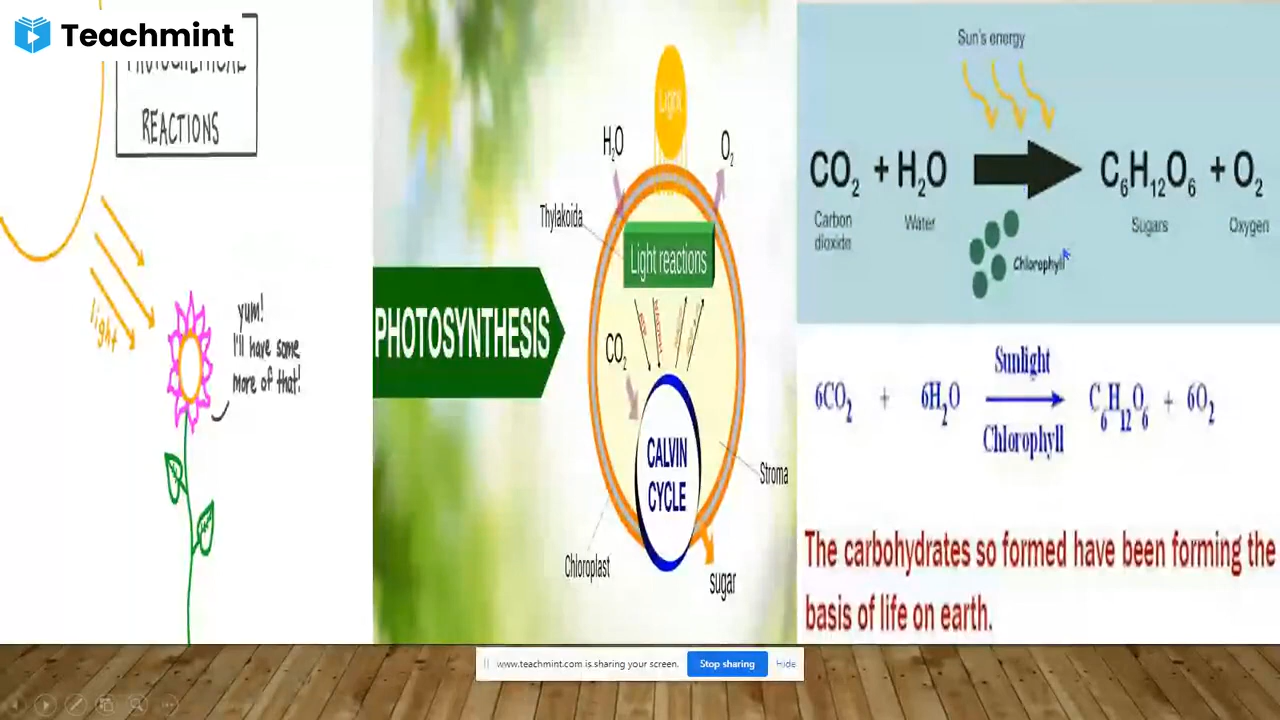 Teachmint
PHOTOCHEMICAL
REACTIONS
light
yum!
I'll have some
more of that!
PHOTOSYNTHESIS
Light
H₂O
O₂
Thylakoida
Light reactions
CO₂
CALVIN
CYCLE
Stroma
Chloroplast
sugar
Sun's energy
CO₂ + H₂O C₆H₁₂O₆ + O₂
Carbon
dioxide
Water
Sugars
Oxygen
Chlorophyll
Sunlight
6CO₂ + 6H₂O C₆H₁₂O₆ + 6O₂
Chlorophyll
The carbohydrates so formed have been forming the
basis of life on earth.
www.teachmint.com is sharing your screen. Stop sharing Hide